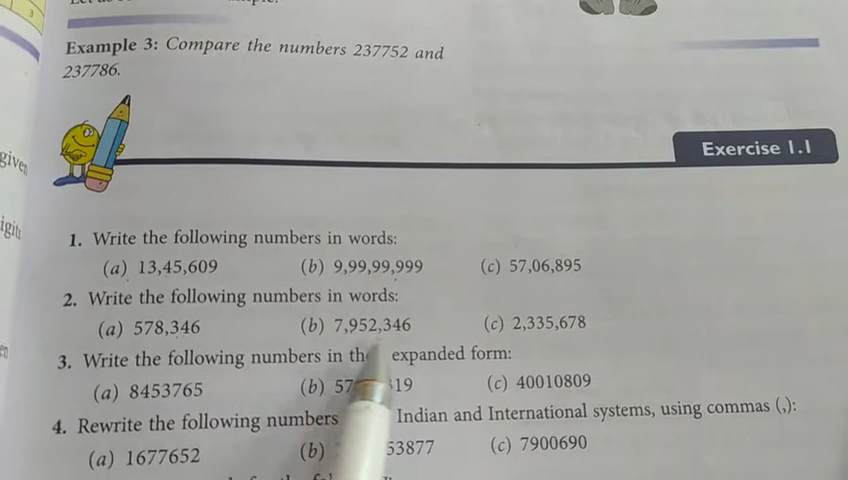 3
Example 3: Compare the numbers 237752 and
237786.
given
Exercise 1.1
1. Write the following numbers in words:
(a) 13,45,609 (b) 9,99,99,999 (c) 57,06,895
2. Write the following numbers in words:
(a) 578,346 (b) 7,952,346 (c) 2,335,678
3. Write the following numbers in expanded form:
(a) 8453765 (b) (c) 40010809
4. Rewrite the following numbers Indian and International systems, using commas (,):
(a) 1677652 (b) 53877 (c) 7900690